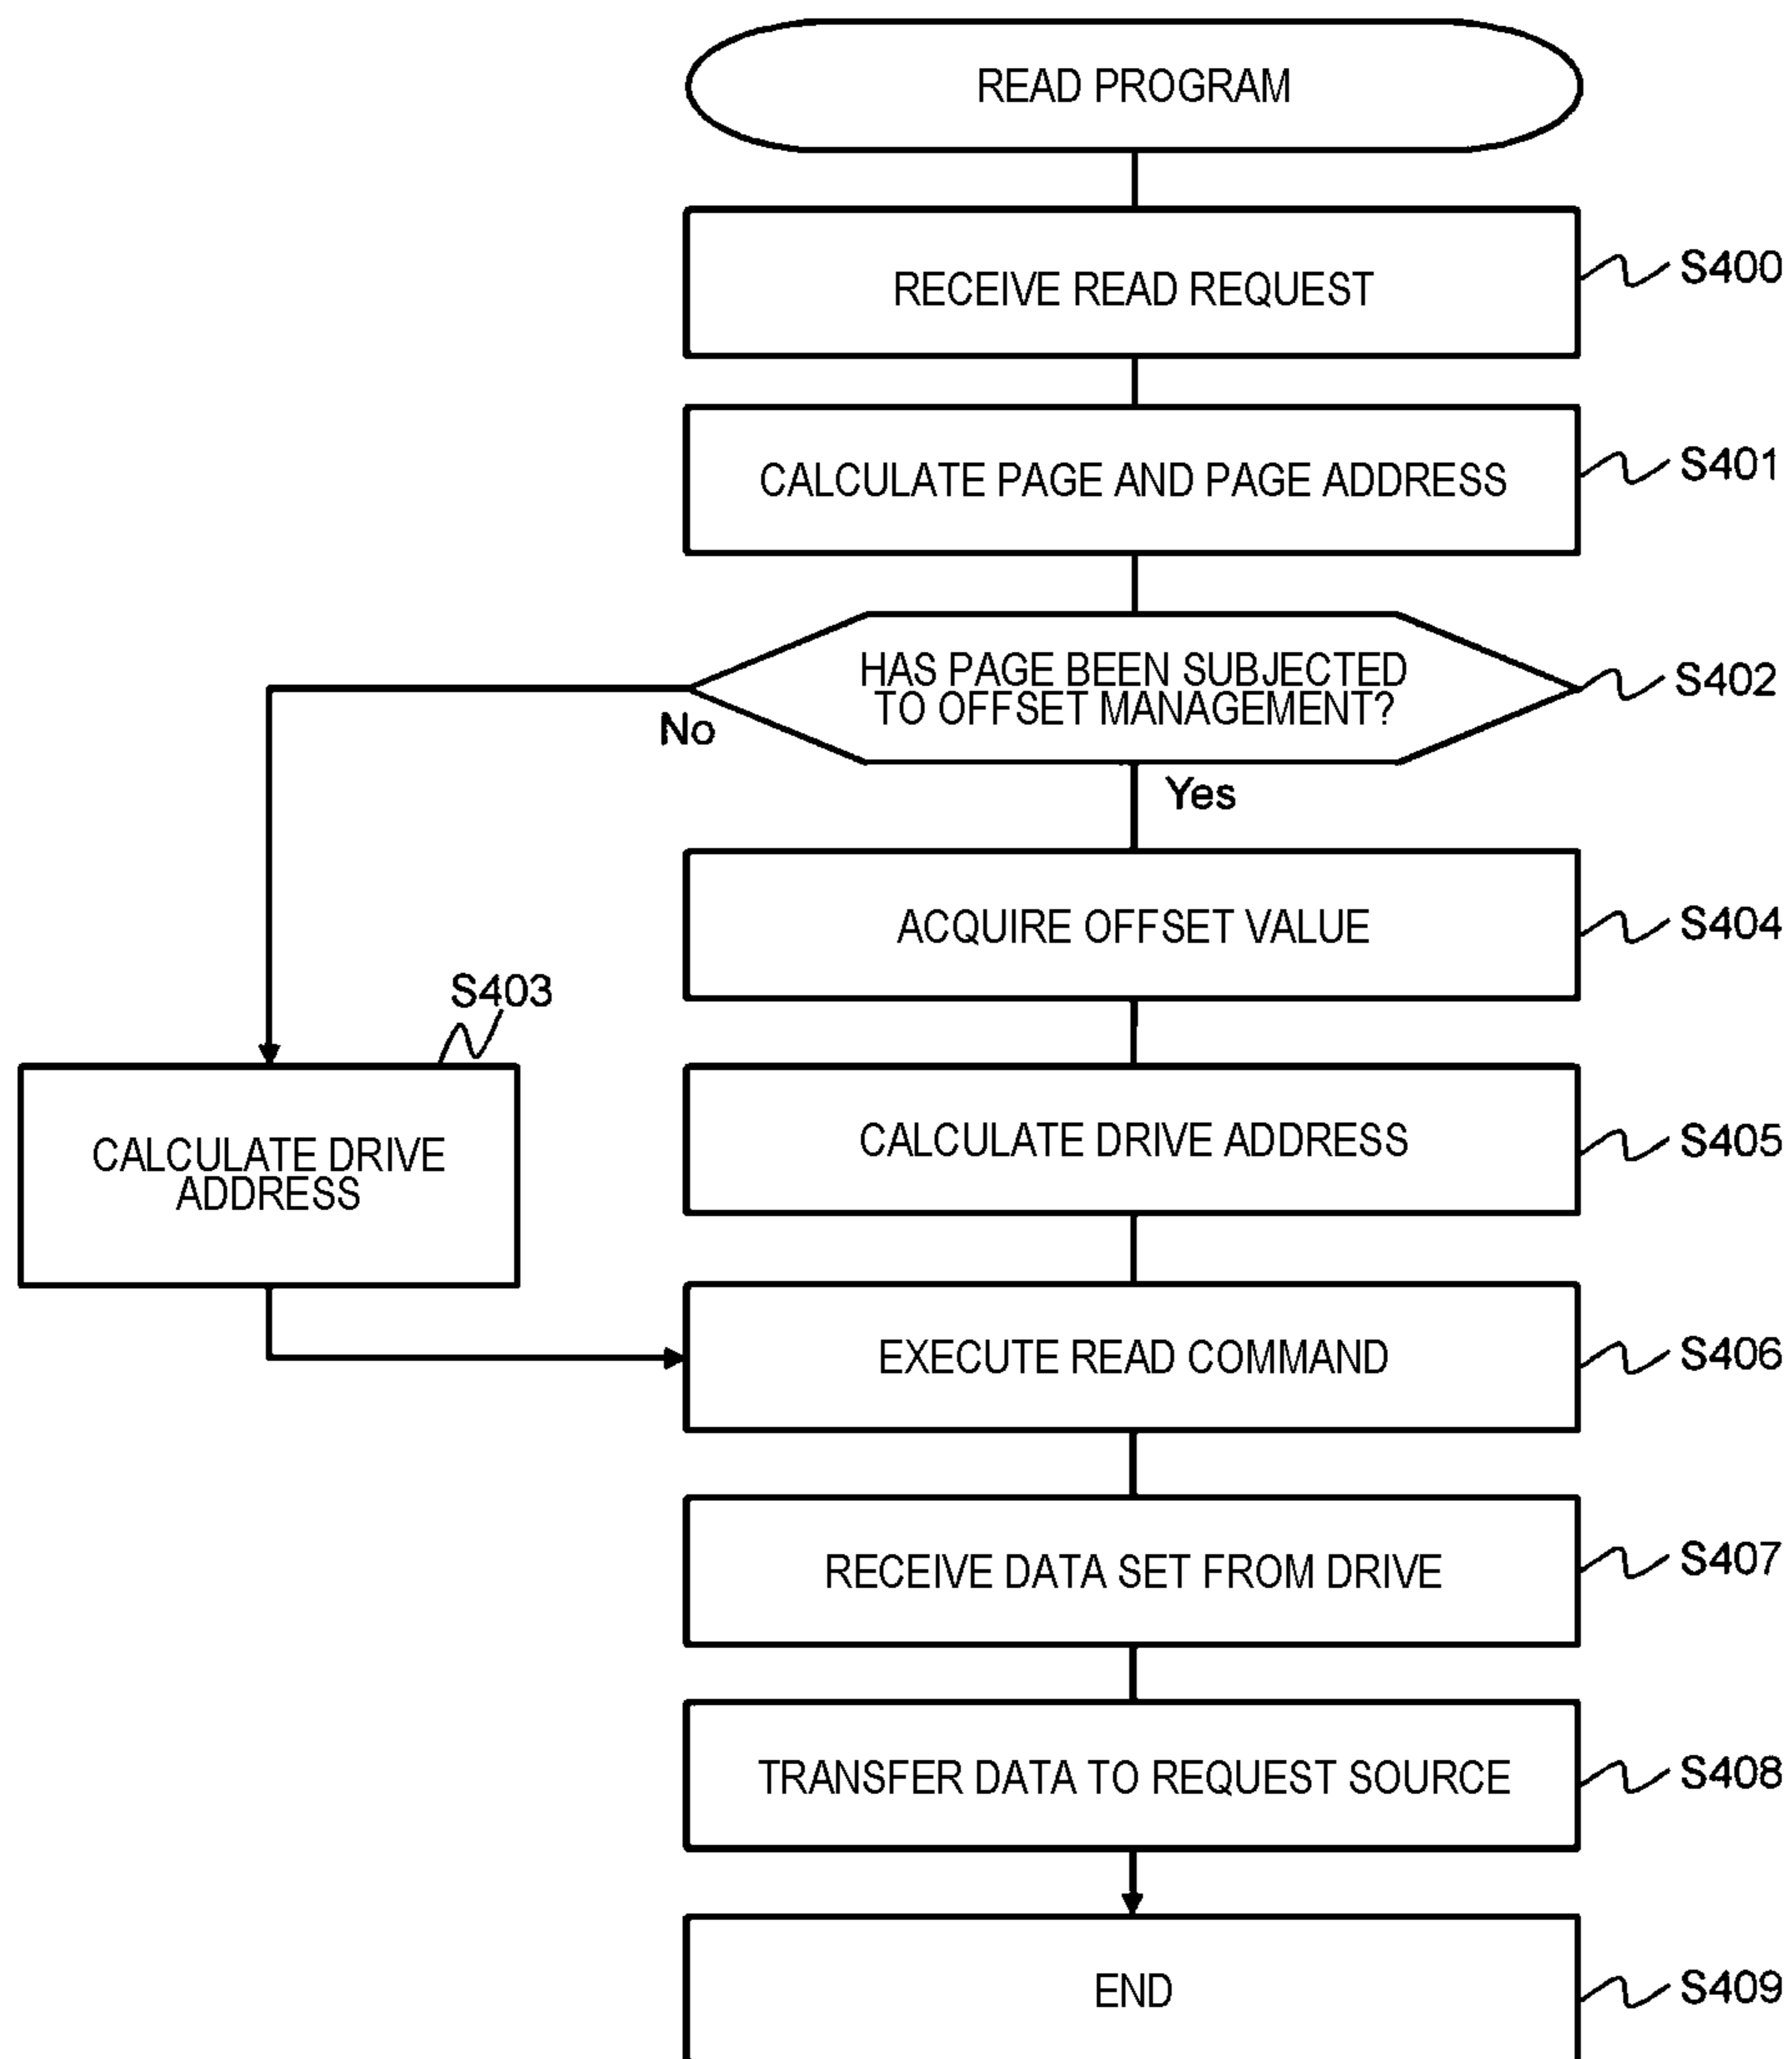 READ PROGRAM
RECEIVE READ REQUEST
S400
CALCULATE PAGE AND PAGE ADDRESS
S401
HAS PAGE BEEN SUBJECTED
TO OFFSET MANAGEMENT?
S402
No
Yes
ACQUIRE OFFSET VALUE
S404
S403
CALCULATE DRIVE
ADDRESS
CALCULATE DRIVE ADDRESS
S405
EXECUTE READ COMMAND
S406
RECEIVE DATA SET FROM DRIVE
S407
TRANSFER DATA TO REQUEST SOURCE
S408
END
S409